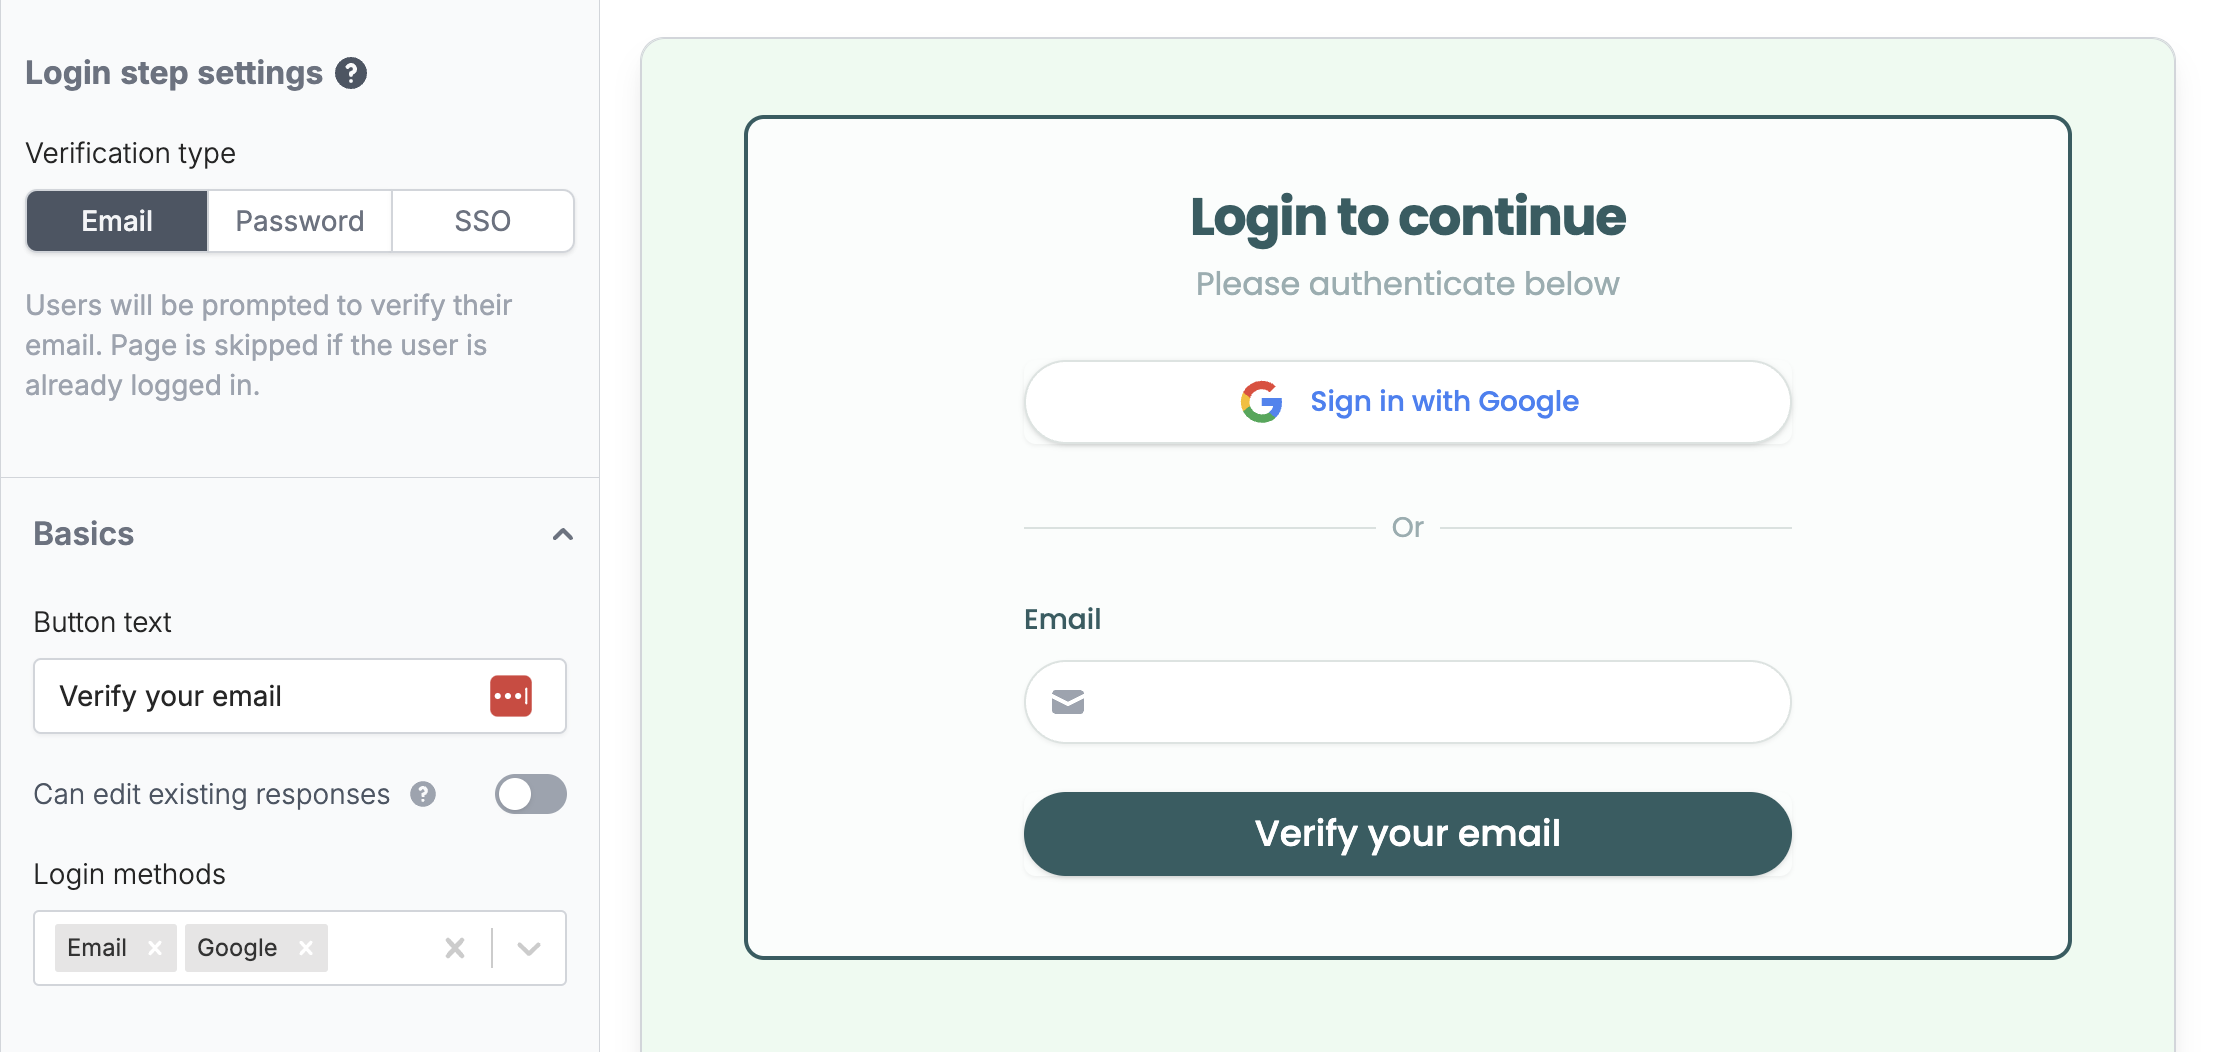 Login step settings
Verification type
Email
Password
SSO
Users will be prompted to verify their
email. Page is skipped if the user is
already logged in.
Basics
Button text
Verify your email
Can edit existing responses
Login methods
Email
Google
Login to continue
Please authenticate below
Sign in with Google
Or
Email
Verify your email